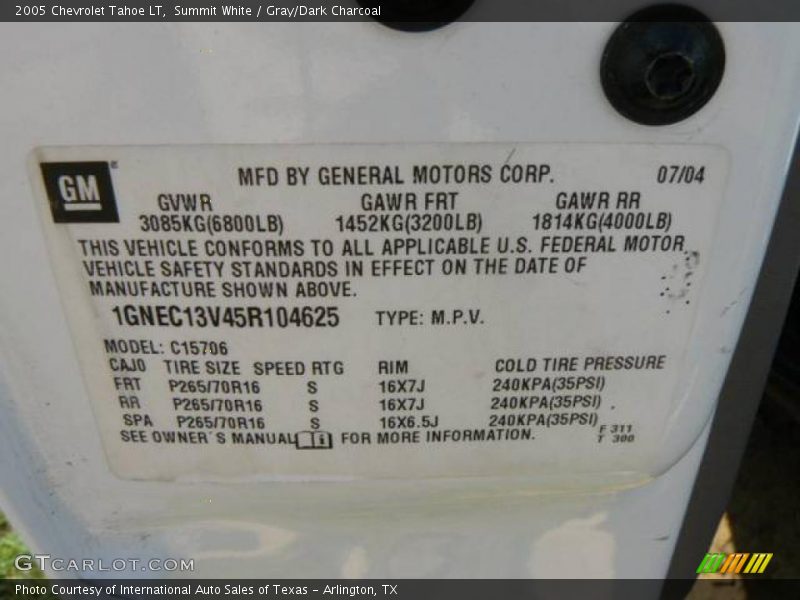 2005 Chevrolet Tahoe LT, Summit White / Gray/Dark Charcoal
GM®
MFD BY GENERAL MOTORS CORP. 07/04
GVWR GAWR FRT GAWR RR
3085KG(6800LB) 1452KG(3200LB) 1814KG(4000LB)
THIS VEHICLE CONFORMS TO ALL APPLICABLE U.S. FEDERAL MOTOR
VEHICLE SAFETY STANDARDS IN EFFECT ON THE DATE OF
MANUFACTURE SHOWN ABOVE.
1GNEC13V45R104625 TYPE: M.P.V.
MODEL: C15706
CAJ0 TIRE SIZE SPEED RTG RIM COLD TIRE PRESSURE
FRT P265/70R16 S 16X7J 240KPA(35PSI)
RR P265/70R16 S 16X7J 240KPA(35PSI)
SPA P265/70R16 S 16X6.5J 240KPA(35PSI)
SEE OWNER'S MANUAL FOR MORE INFORMATION.
F 311
T 300
GTCarLot.com
Photo Courtesy of International Auto Sales of Texas - Arlington, TX